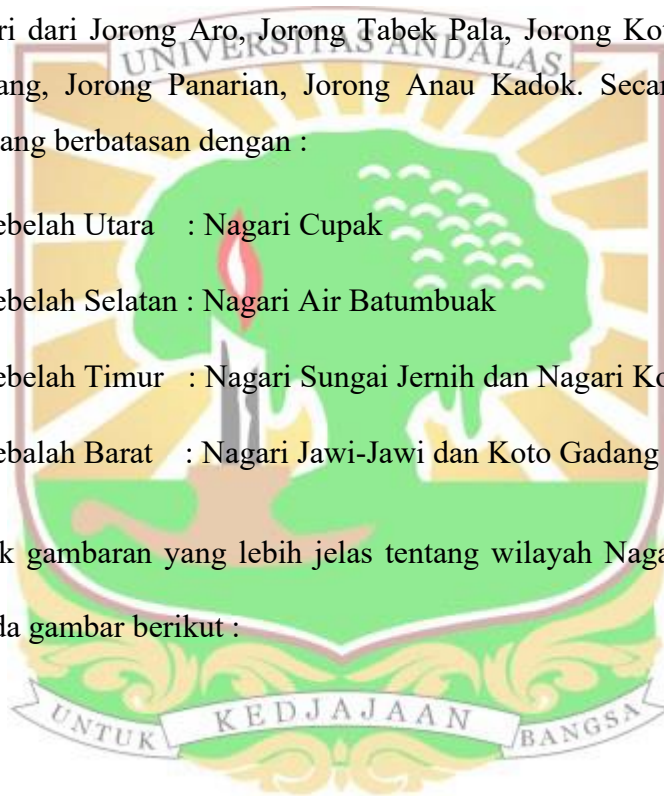 ri dari Jorong Aro, Jorong Tabek Pala, Jorong Kot
UNIVERSITAS ANDALAS
ang, Jorong Panarian, Jorong Anau Kadok. Secar
ang berbatasan dengan :
ebelah Utara : Nagari Cupak
ebelah Selatan : Nagari Air Batumbuak
ebelah Timur : Nagari Sungai Jernih dan Nagari Ko
ebalah Barat : Nagari Jawi-Jawi dan Koto Gadang
k gambaran yang lebih jelas tentang wilayah Naga
da gambar berikut :
UNTUK KEDJAJAAN BANGSA